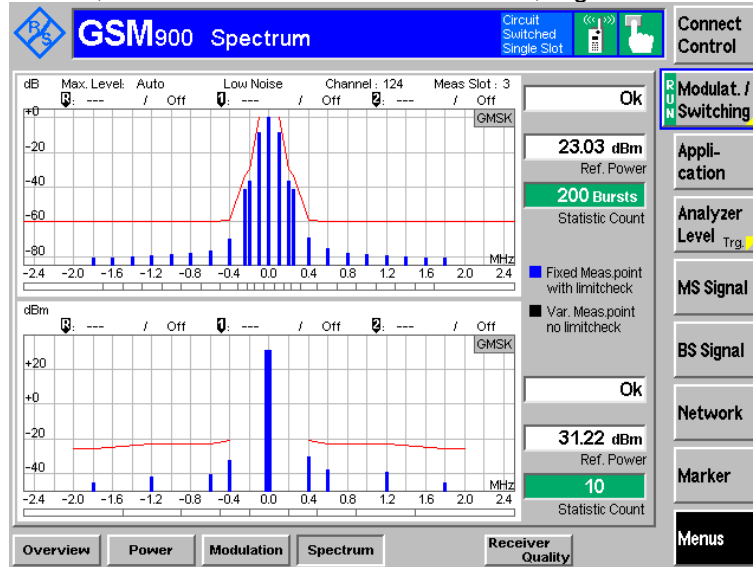 R&S
GSM900 Spectrum
Circuit
Switched
Single Slot
Connect
Control
dB Max. Level: Auto Low Noise Channel : 124 Meas Slot : 3
R: --- / Off 1: --- / Off 2: --- / Off
GMSK
+0
-20
-40
-60
-80
MHz
-2.4 -2.0 -1.6 -1.2 -0.8 -0.4 0.0 0.4 0.8 1.2 1.6 2.0 2.4
Ok
23.03 dBm
Ref. Power
200 Bursts
Statistic Count
Fixed Meas.point
with limitcheck
Var. Meas.point
no limitcheck
dBm
R: --- / Off 1: --- / Off 2: --- / Off
GMSK
+20
+0
-20
-40
MHz
-2.4 -2.0 -1.6 -1.2 -0.8 -0.4 0.0 0.4 0.8 1.2 1.6 2.0 2.4
Ok
31.22 dBm
Ref. Power
10
Statistic Count
RUN
Modulat. /
Switching
Appli-
cation
Analyzer
Level Trg.
MS Signal
BS Signal
Network
Marker
Menus
Overview
Power
Modulation
Spectrum
Receiver
Quality